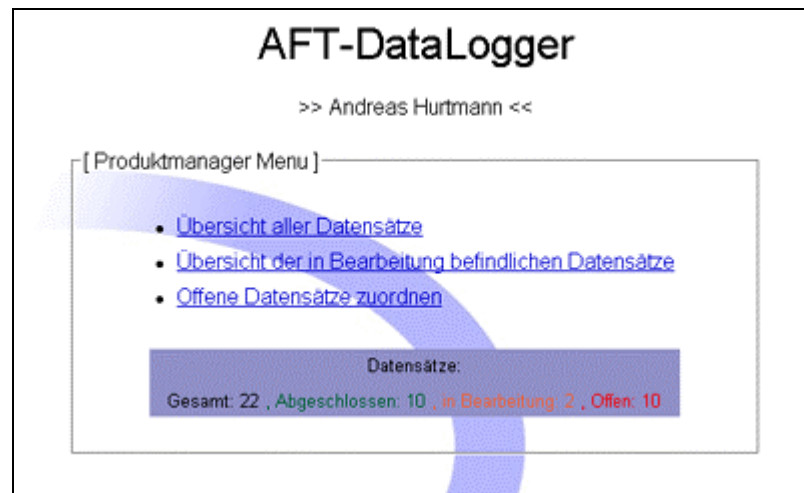 AFT-DataLogger
>> Andreas Hurtmann <<
[ Produktmanager Menu ]
Übersicht aller Datensätze
Übersicht der in Bearbeitung befindlichen Datensätze
Offene Datensätze zuordnen
Datensätze:
Gesamt: 22 , Abgeschlossen: 10 , in Bearbeitung: 2 , Offen: 10